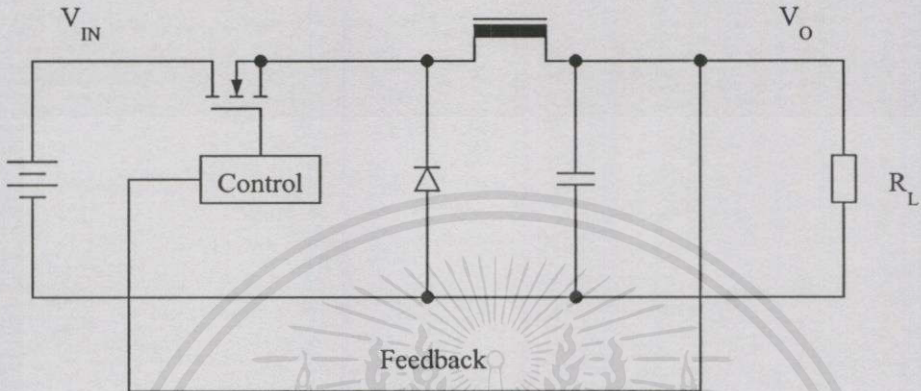 V_IN
V_O
Control
R_L
Feedback